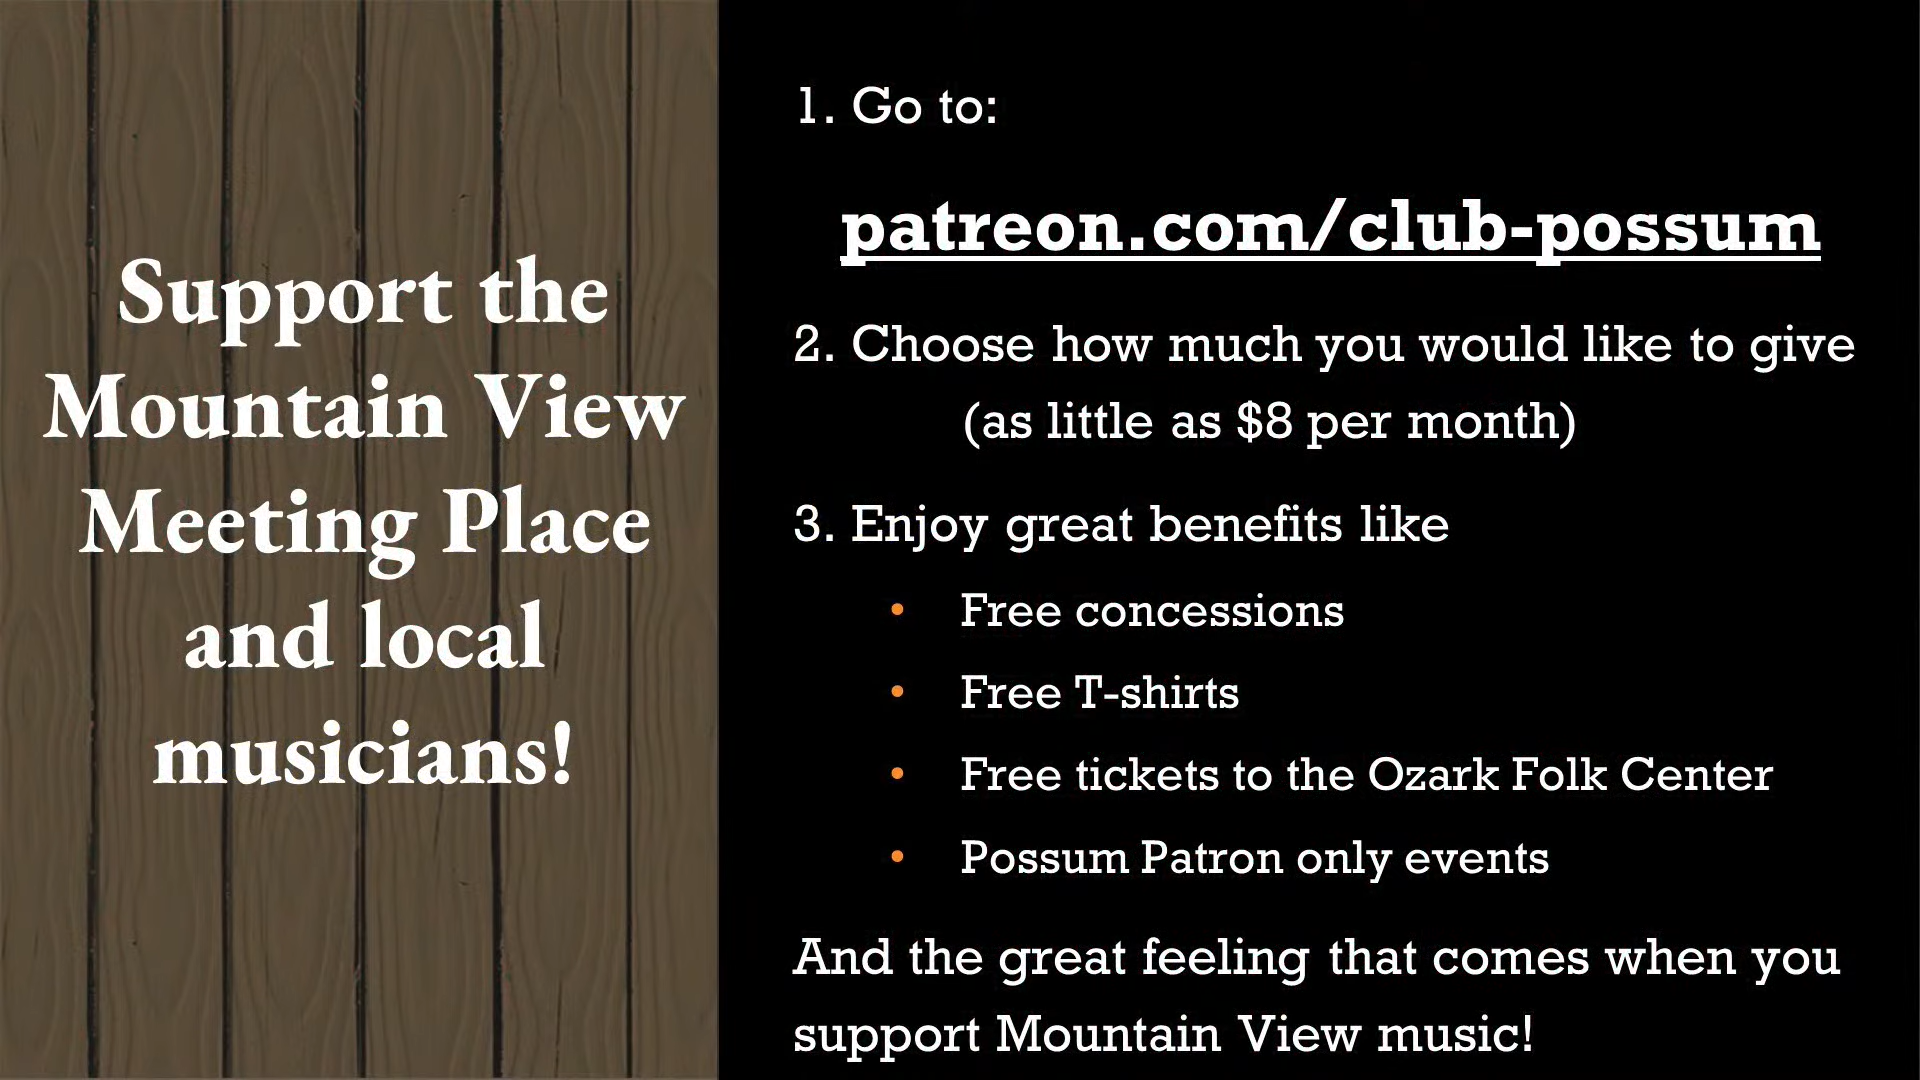 Support the
Mountain View
Meeting Place
and local
musicians!
1. Go to:
patreon.com/club-possum
2. Choose how much you would like to give
(as little as $8 per month)
3. Enjoy great benefits like
• Free concessions
• Free T-shirts
• Free tickets to the Ozark Folk Center
• Possum Patron only events
And the great feeling that comes when you
support Mountain View music!